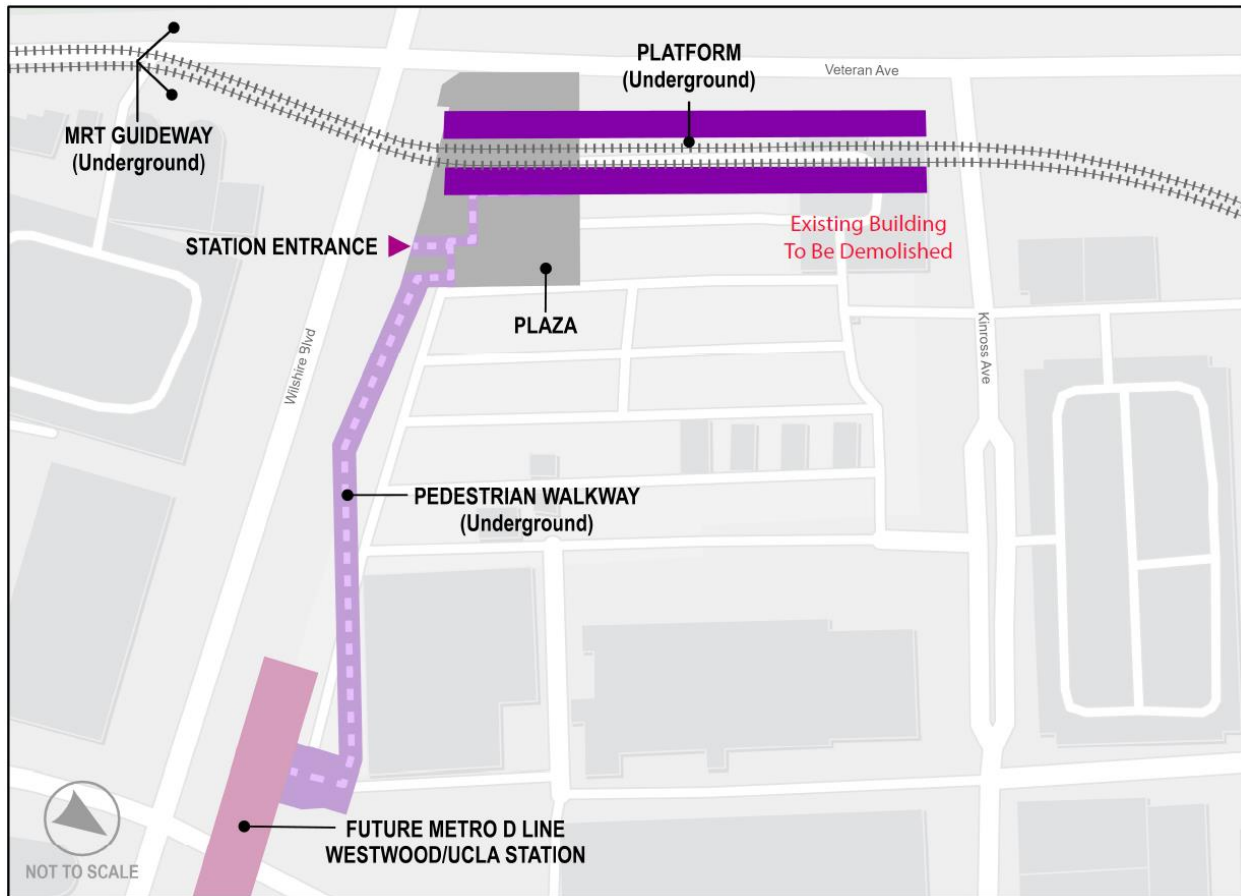 PLATFORM
(Underground)
Veteran Ave
MRT GUIDEWAY
(Underground)
Existing Building
To Be Demolished
STATION ENTRANCE
PLAZA
Wilshire Blvd
Kinross Ave
PEDESTRIAN WALKWAY
(Underground)
FUTURE METRO D LINE
WESTWOOD/UCLA STATION
NOT TO SCALE